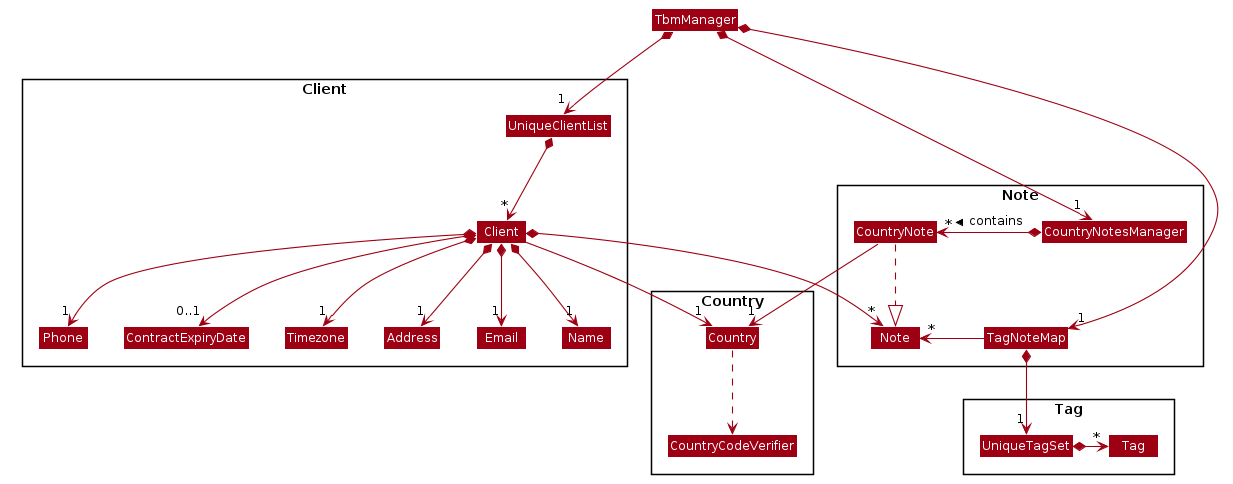 TbmManager
Client
1
UniqueClientList
Note
*
1
Client
CountryNote
* ◄ contains
CountryNotesManager
Country
1
0..1
1
1
1
1
1
1
*
1
Phone
ContractExpiryDate
Timezone
Address
Email
Name
Country
Note
*
TagNoteMap
Tag
1
CountryCodeVerifier
UniqueTagSet
*
Tag